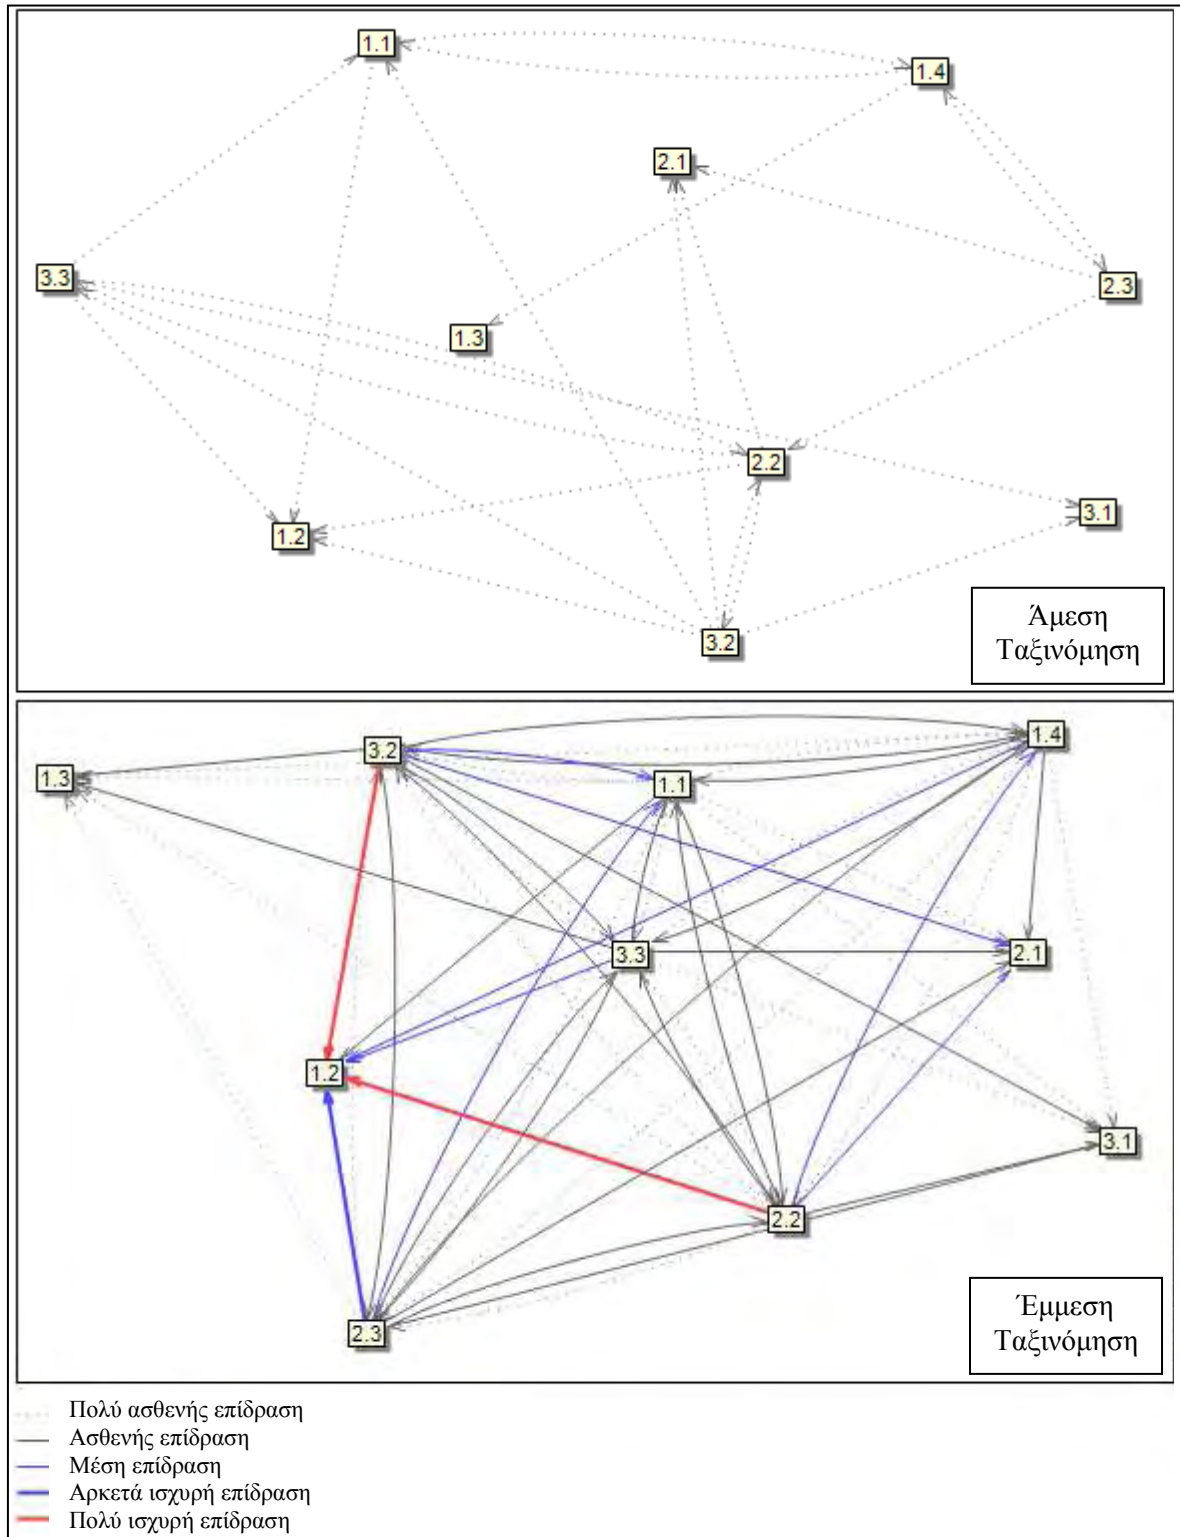 1.1
1.4
2.1
3.3
2.3
1.3
2.2
3.1
1.2
3.2
Άμεση
Ταξινόμηση
1.4
3.2
1.3
1.1
3.3
2.1
1.2
3.1
2.2
2.3
Έμμεση
Ταξινόμηση
Πολύ ασθενής επίδραση
Ασθενής επίδραση
Μέση επίδραση
Αρκετά ισχυρή επίδραση
Πολύ ισχυρή επίδραση